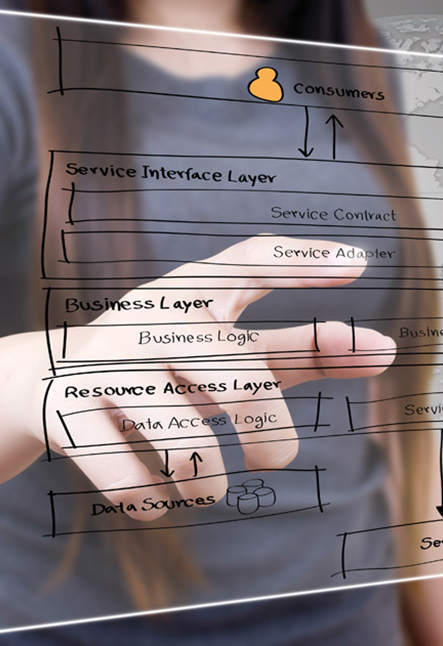 Consumers
Service Interface Layer
Service Contract
Service Adapter
Business Layer
Business Logic
Resource Access Layer
Data Access Logic
Data Sources